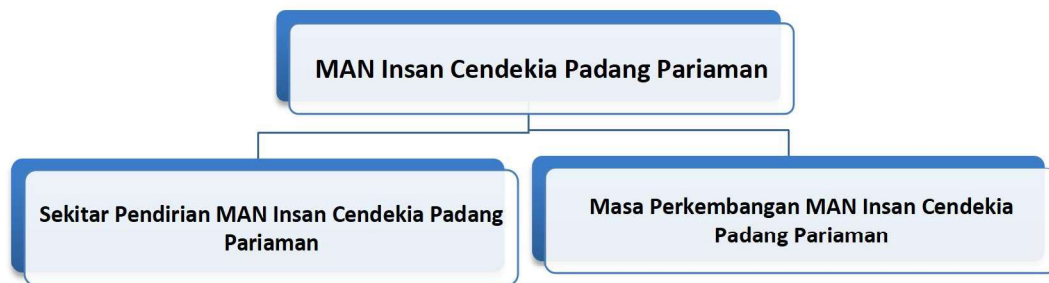 MAN Insan Cendekia Padang Pariaman
Sekitar Pendirian MAN Insan Cendekia Padang
Pariaman
Masa Perkembangan MAN Insan Cendekia
Padang Pariaman